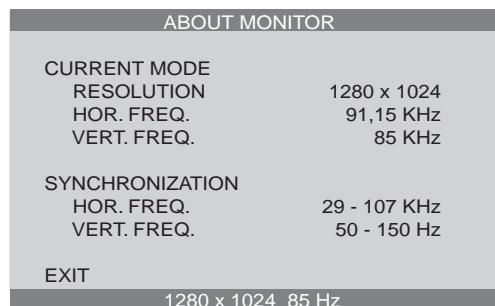 ABOUT MONITOR
CURRENT MODE
RESOLUTION 1280 x 1024
HOR. FREQ. 91,15 KHz
VERT. FREQ. 85 KHz
SYNCHRONIZATION
HOR. FREQ. 29 - 107 KHz
VERT. FREQ. 50 - 150 Hz
EXIT
1280 x 1024 85 Hz